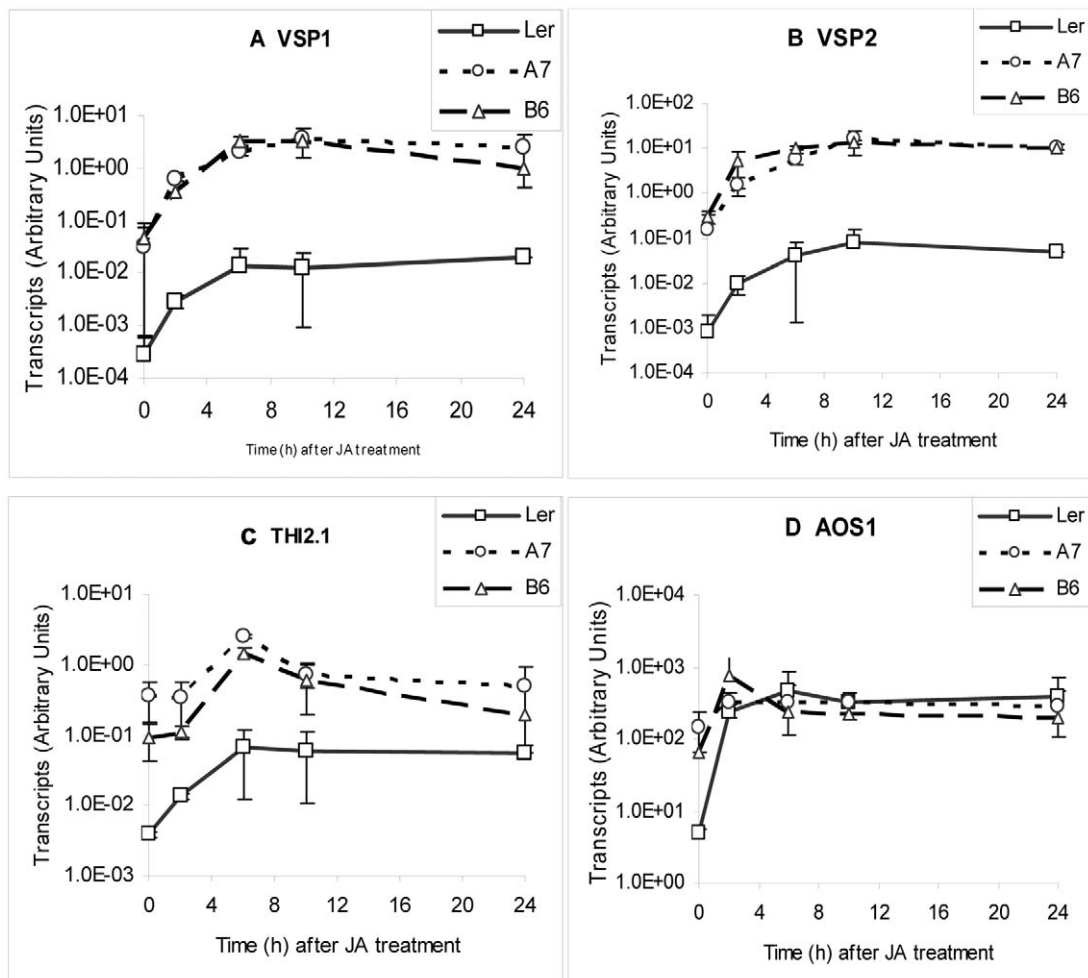 A VSP1
Ler
A7
B6
Transcripts (Arbitrary Units)
1.0E+01
1.0E+00
1.0E-01
1.0E-02
1.0E-03
1.0E-04
0 4 8 12 16 20 24
Time (h) after JA treatment
B VSP2
Ler
A7
B6
Transcripts (Arbitrary Units)
1.0E+02
1.0E+01
1.0E+00
1.0E-01
1.0E-02
1.0E-03
1.0E-04
0 4 8 12 16 20 24
Time (h) after JA treatment
C THI2.1
Ler
A7
B6
Transcripts (Arbitrary Units)
1.0E+01
1.0E+00
1.0E-01
1.0E-02
1.0E-03
0 4 8 12 16 20 24
Time (h) after JA treatment
D AOS1
Ler
A7
B6
Transcripts (Arbitrary Units)
1.0E+04
1.0E+03
1.0E+02
1.0E+01
1.0E+00
0 4 8 12 16 20 24
Time (h) after JA treatment